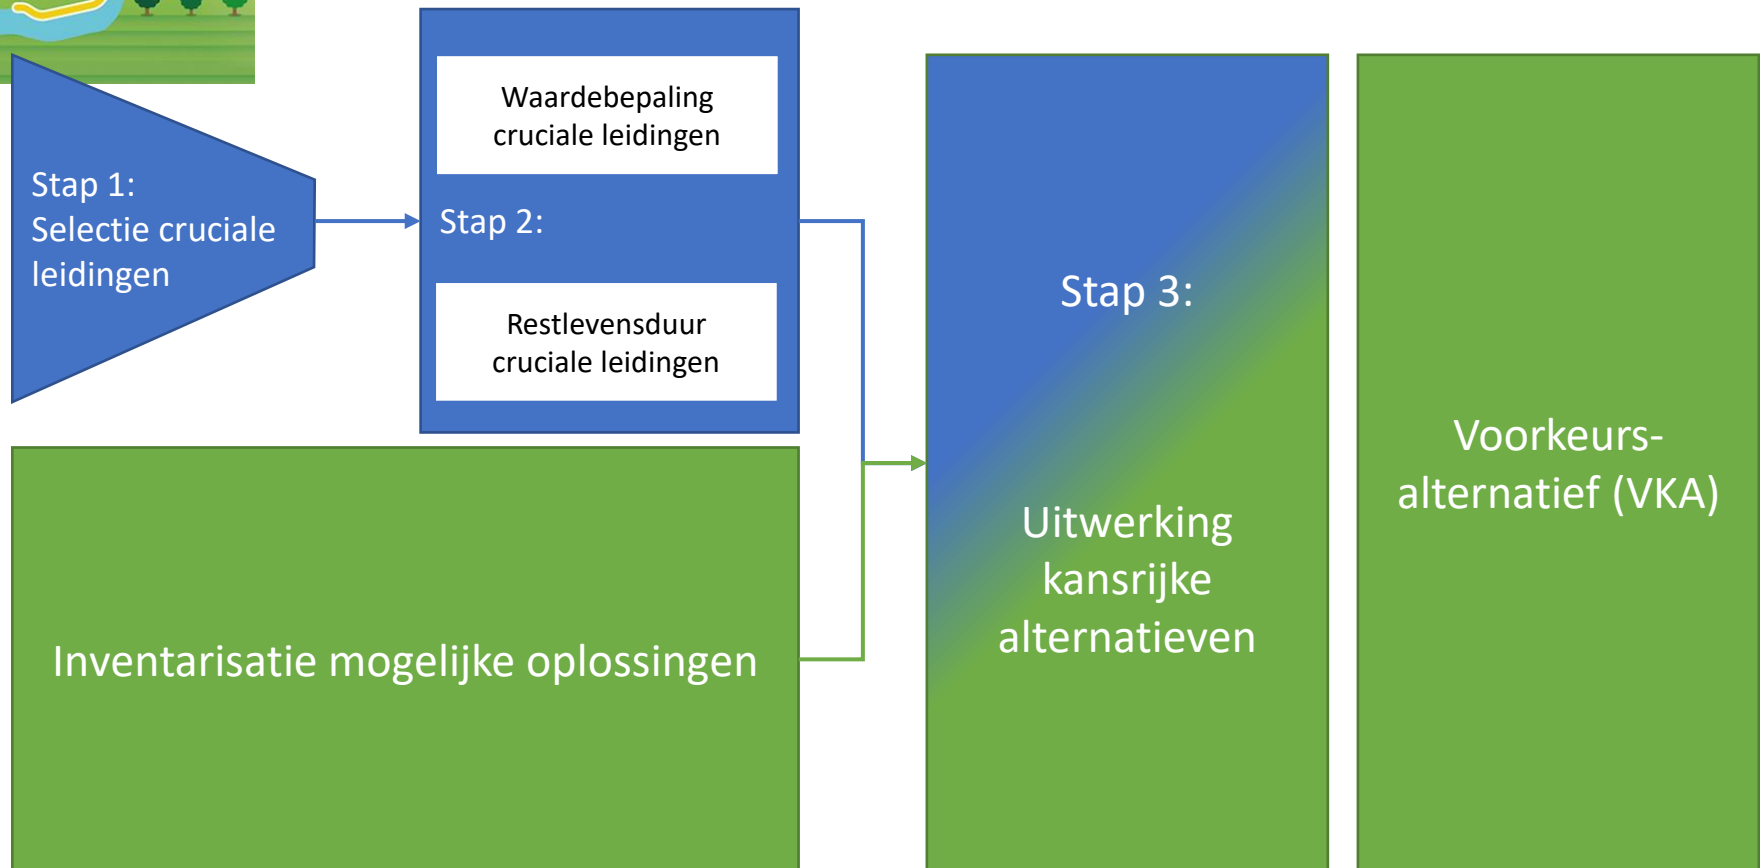 Stap 1:
Selectie cruciale
leidingen
Waardebepaling
cruciale leidingen
Stap 2:
Restlevensduur
cruciale leidingen
Inventarisatie mogelijke oplossingen
Stap 3:
Uitwerking
kansrijke
alternatieven
Voorkeurs-
alternatief (VKA)